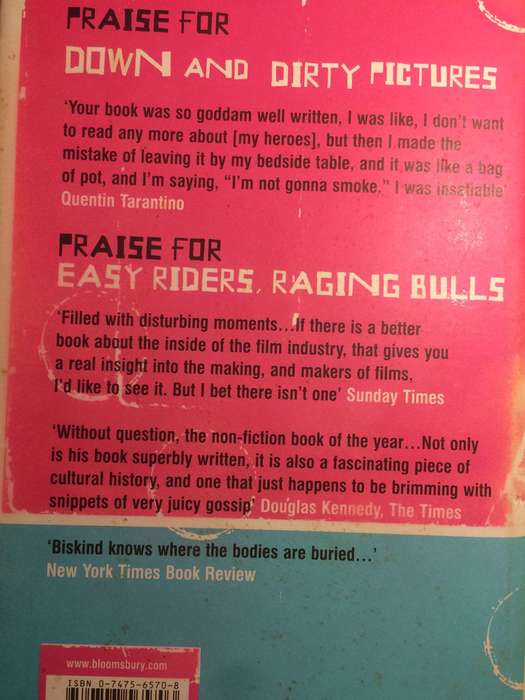 PRAISE FOR
DOWN AND DIRTY PICTURES
‘Your book was so goddam well written, I was like, I don’t want
to read any more about [my heroes], but then I made the
mistake of leaving it by my bedside table, and it was like a bag
of pot, and I’m saying, “I’m not gonna smoke.” I was insatiable’
Quentin Tarantino
PRAISE FOR
EASY RIDERS, RAGING BULLS
‘Filled with disturbing moments...If there is a better
book about the inside of the film industry, that gives you
a real insight into the making, and makers of films,
I’d like to see it. But I bet there isn’t one’ Sunday Times
‘Without question, the non-fiction book of the year...Not only
is his book superbly written, it is also a fascinating piece of
cultural history, and one that just happens to be brimming with
snippets of very juicy gossip’ Douglas Kennedy, The Times
‘Biskind knows where the bodies are buried...’
New York Times Book Review
www.bloomsbury.com
ISBN 0-7475-6570-8